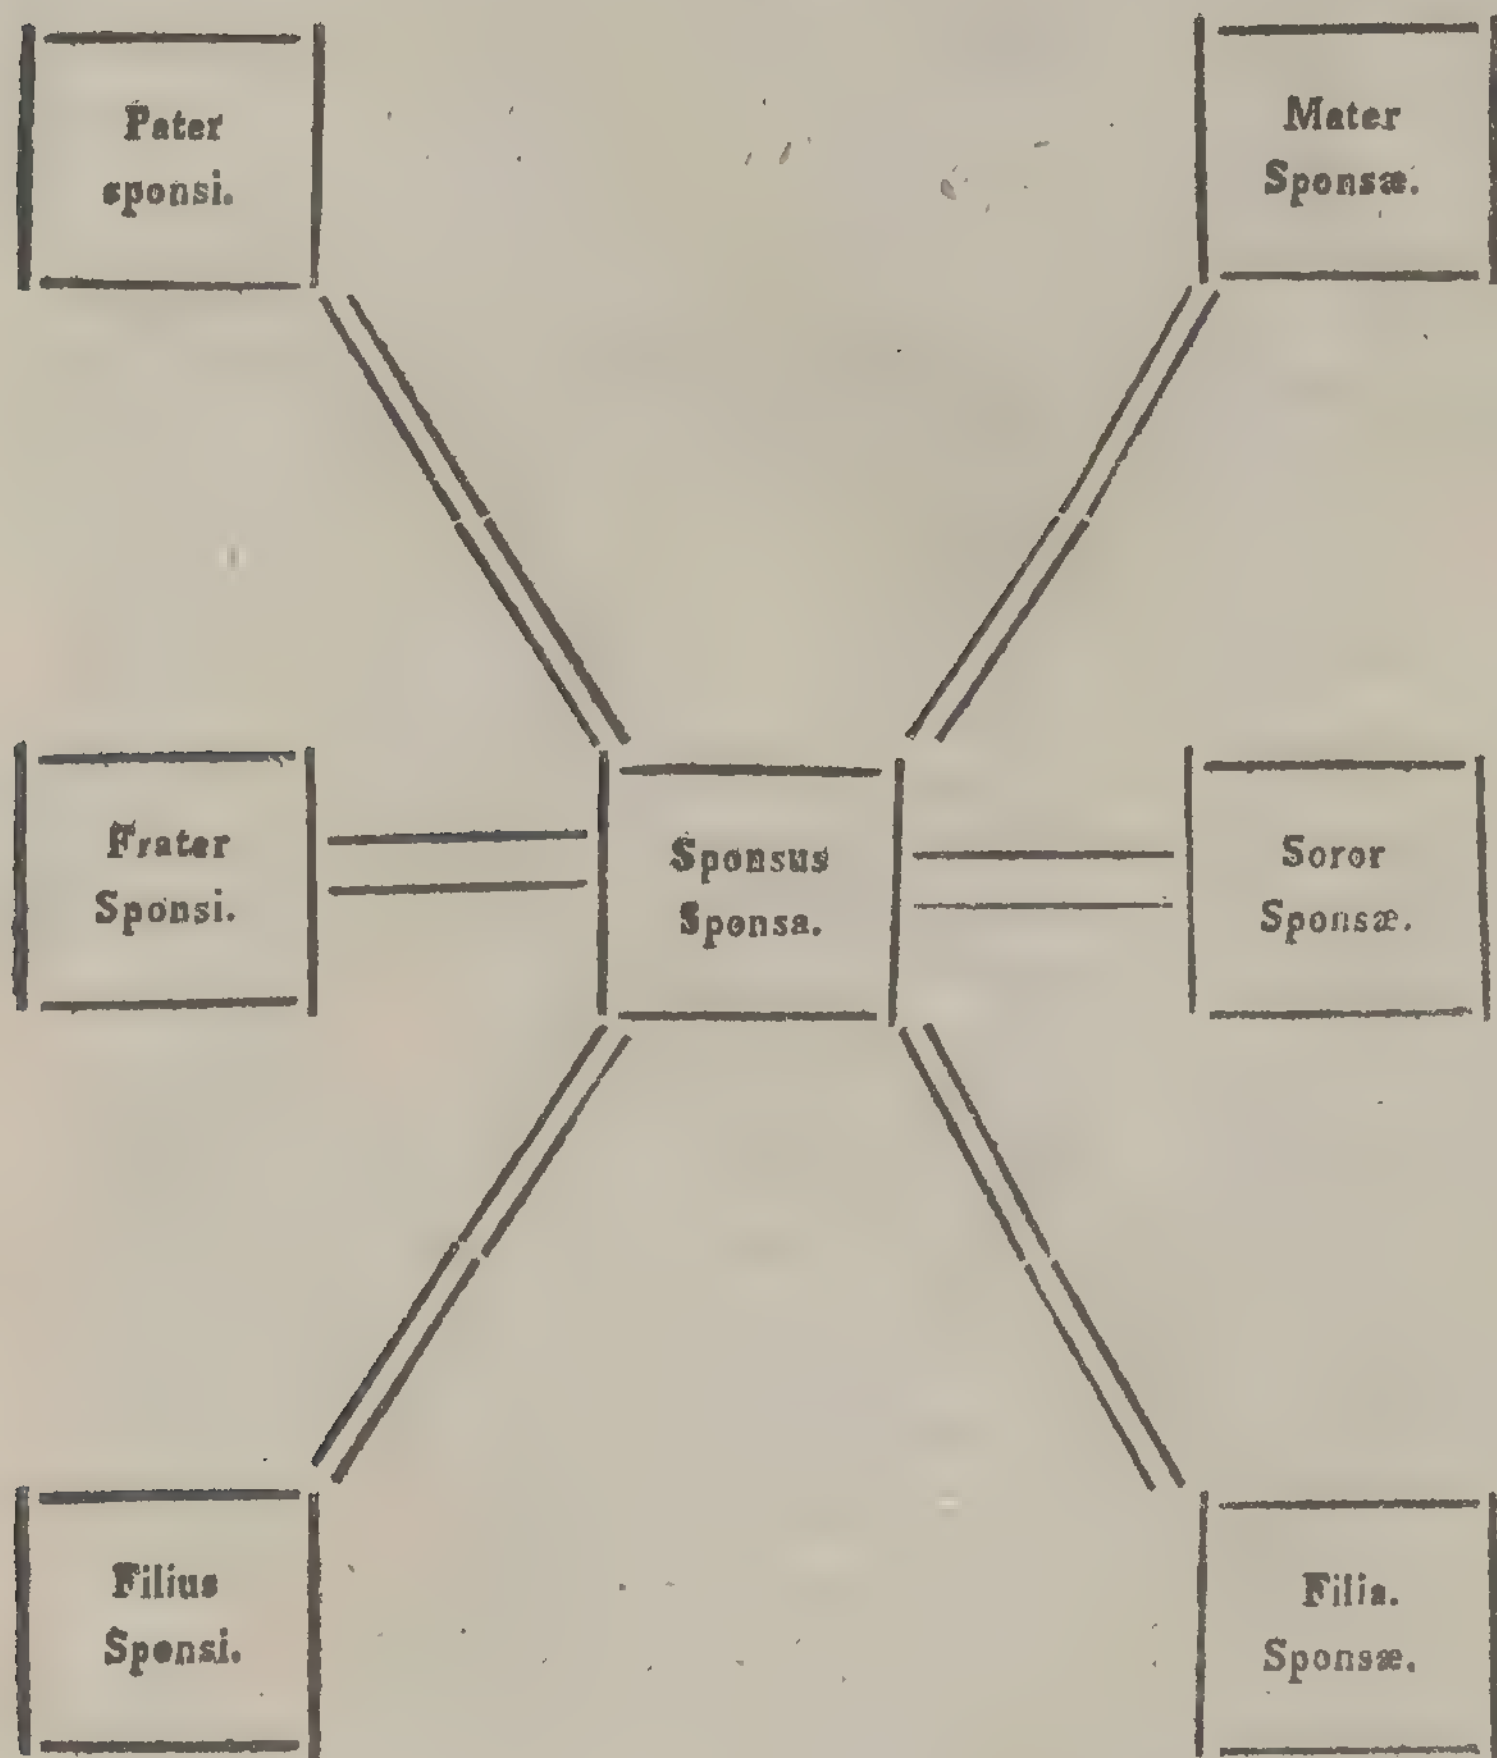 Pater
sponsi.
Mater
Sponsæ.
Frater
Sponsi.
Sponsus
Sponsa.
Soror
Sponsæ.
Filius
Sponsi.
Filia.
Sponsæ.